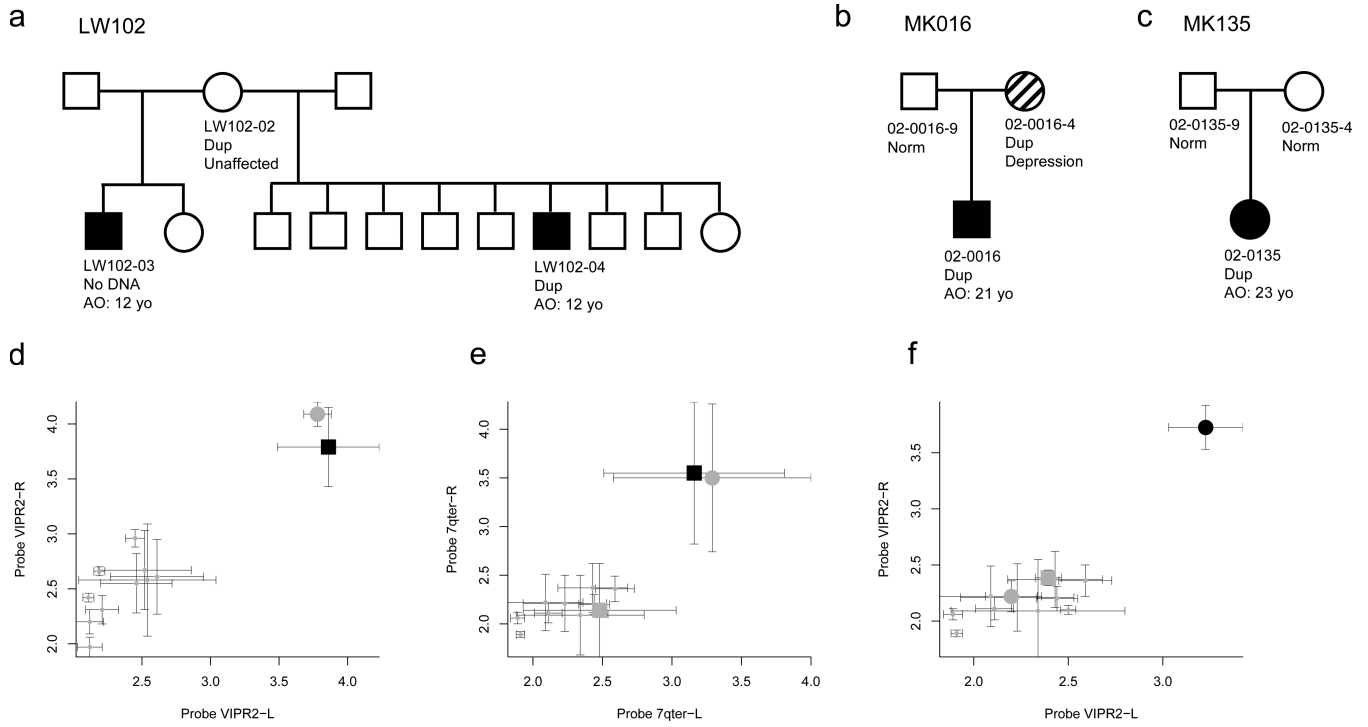 a
LW102
LW102-02
Dup
Unaffected
LW102-03
No DNA
AO: 12 yo
LW102-04
Dup
AO: 12 yo
b
MK016
02-0016-9
Norm
02-0016-4
Dup
Depression
02-0016
Dup
AO: 21 yo
c
MK135
02-0135-9
Norm
02-0135-4
Norm
02-0135
Dup
AO: 23 yo
d
Probe VIPR2−R
4.0
3.5
3.0
2.5
2.0
2.5
3.0
3.5
4.0
Probe VIPR2−L
e
Probe 7qter−R
4.0
3.5
3.0
2.5
2.0
2.0
2.5
3.0
3.5
4.0
Probe 7qter−L
f
Probe VIPR2−R
3.5
3.0
2.5
2.0
2.0
2.5
3.0
Probe VIPR2−L